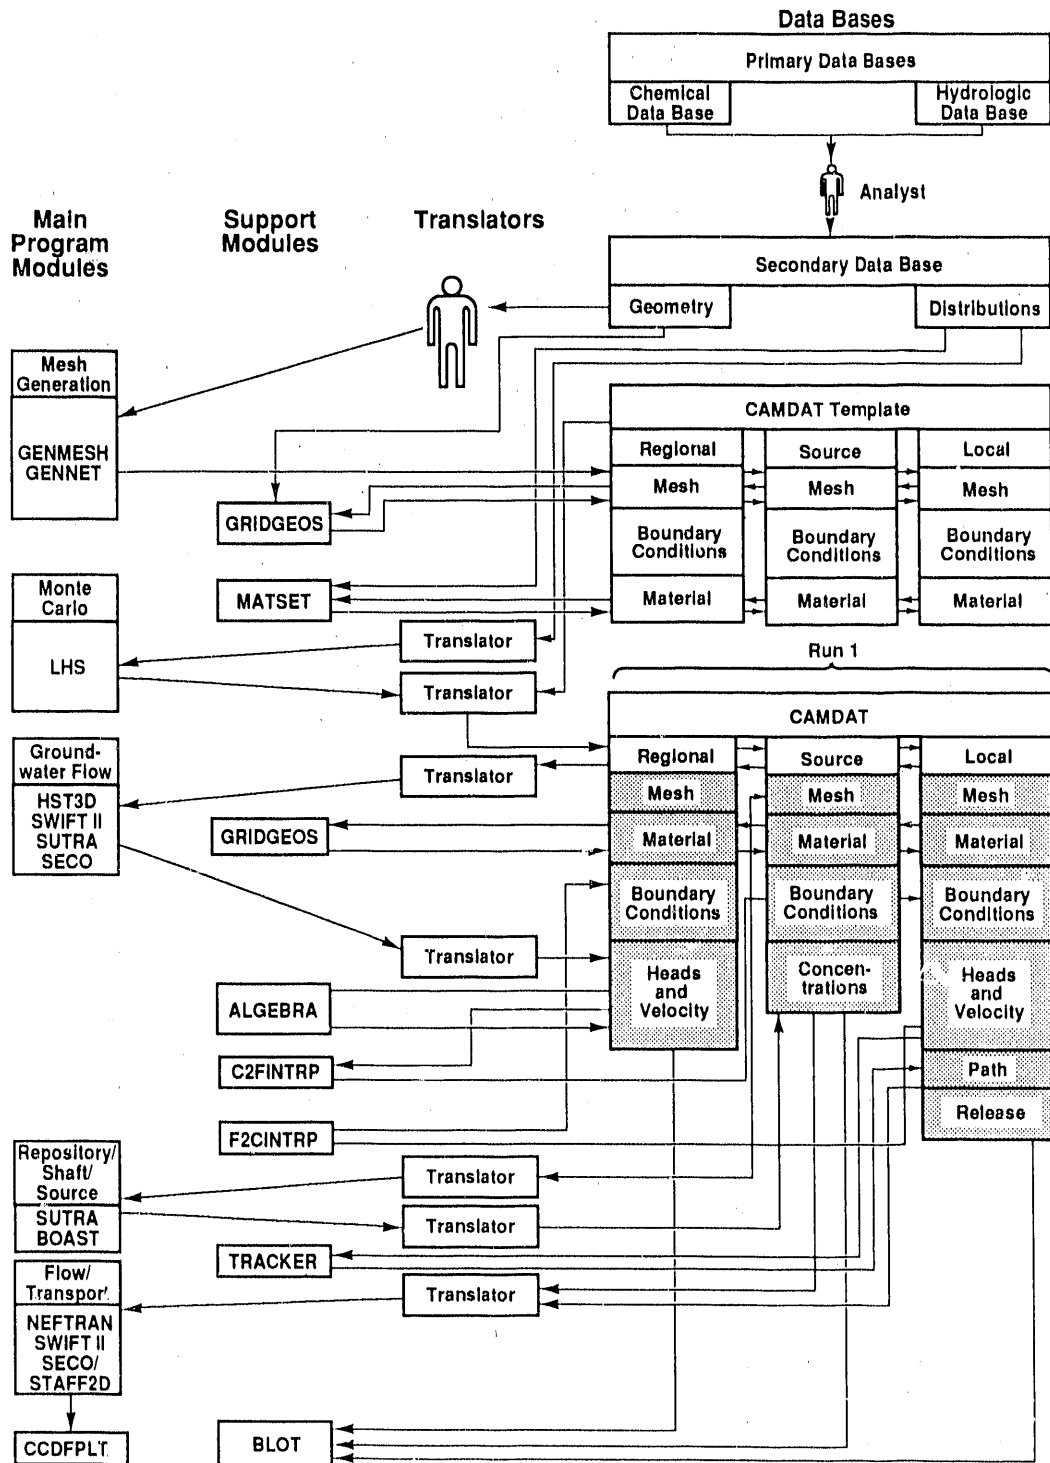 Data Bases
Primary Data Bases
Chemical
Data Base
Hydrologic
Data Base
Analyst
Main
Program
Modules
Support
Modules
Translators
Secondary Data Base
Geometry
Distributions
Mesh
Generation
GENMESH
GENNET
CAMDAT Template
Regional
Source
Local
Mesh
Mesh
Mesh
GRIDGEOS
Boundary
Conditions
Boundary
Conditions
Boundary
Conditions
Monte
Carlo
MATSET
Material
Material
Material
LHS
Translator
Translator
Run 1
CAMDAT
Regional
Source
Local
Ground-
water Flow
HST3D
SWIFT II
SUTRA
SECO
Translator
Mesh
Mesh
Mesh
GRIDGEOS
Material
Material
Material
Boundary
Conditions
Boundary
Conditions
Boundary
Conditions
Translator
Heads
and
Velocity
Concen-
trations
Heads
and
Velocity
ALGEBRA
C2FINTRP
Path
Release
F2CINTRP
Repository/
Shaft/
Source
SUTRA
BOAST
Translator
Translator
TRACKER
Flow/
Transport
NEFTRAN
SWIFT II
SECO/
STAFF2D
Translator
CCDFPLT
BLOT